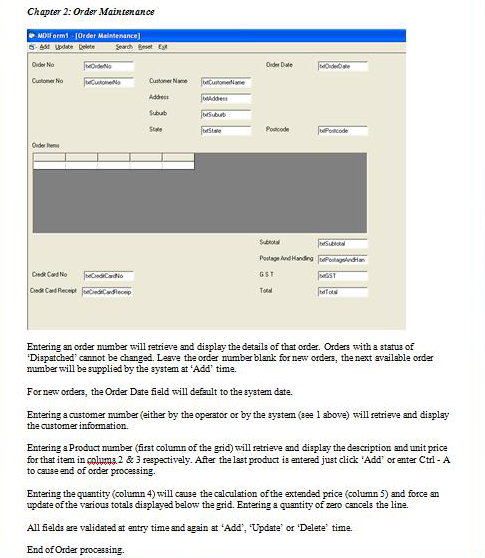 Chapter 2: Order Maintenance
MDIForm1 - [Order Maintenance]
Add Update Delete Search Reset Exit
Order No txtOrderNo Order Date txtOrderDate
Customer No txtCustomerNo Customer Name txtCustomerName
Address txtAddress
Suburb txtSuburb
State txtState Postcode txtPostcode
Order Items
Subtotal txtSubtotal
Postage And Handling txtPostageAndHan
Credit Card No txtCreditCardNo G S T txtGST
Credit Card Receipt txtCreditCardReceip Total txtTotal
Entering an order number will retrieve and display the details of that order. Orders with a status of
'Dispatched' cannot be changed. Leave the order number blank for new orders, the next available order
number will be supplied by the system at 'Add' time.
For new orders, the Order Date field will default to the system date.
Entering a customer number (either by the operator or by the system (see 1 above) will retrieve and display
the customer information.
Entering a Product number (first column of the grid) will retrieve and display the description and unit price
for that item in colums 2 & 3 respectively. After the last product is entered just click 'Add' or enter Ctrl - A
to cause end of order processing.
Entering the quantity (column 4) will cause the calculation of the extended price (column 5) and force an
update of the various totals displayed below the grid. Entering a quantity of zero cancels the line.
All fields are validated at entry time and again at 'Add', 'Update' or 'Delete' time.
End of Order processing.